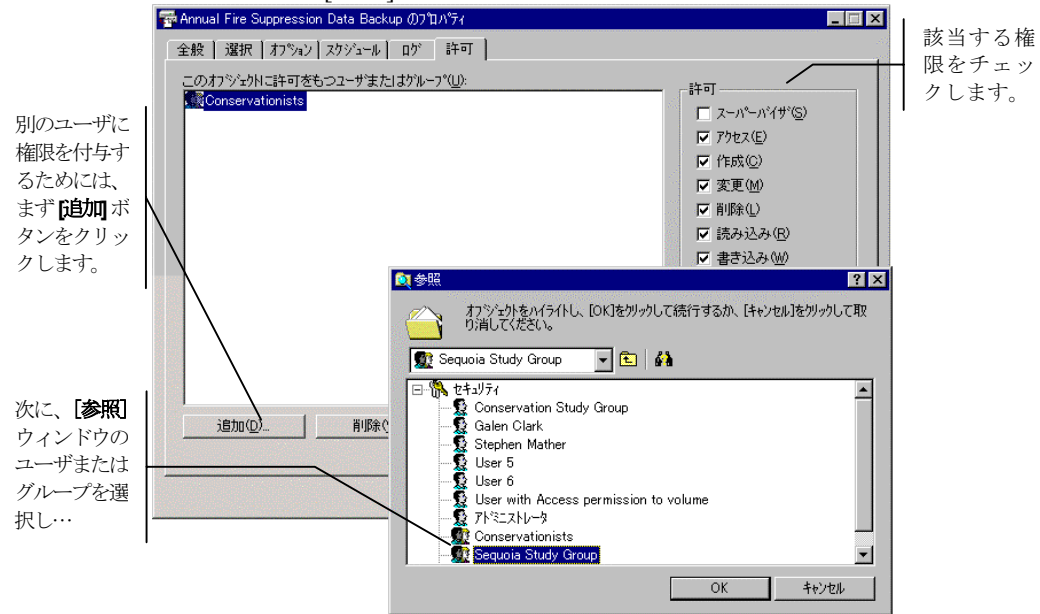 Annual Fire Suppression Data Backup のﾌﾟﾛﾊﾟﾃｨ
全般
選択
ｵﾌﾟｼｮﾝ
ｽｹｼﾞｭｰﾙ
ﾛｸﾞ
許可
このｵﾌﾞｼﾞｪｸﾄに許可をもつﾕｰｻﾞまたはｸﾞﾙｰﾌﾟ(U):
Conservationists
許可
ｽｰﾊﾟｰﾊﾞｲｻﾞ(S)
ｱｸｾｽ(E)
作成(C)
変更(M)
削除(L)
読み込み(R)
書き込み(W)
追加(D)...
削除(
該当する権
限をチェッ
クします。
別のユーザに
権限を付与す
るためには、
まず[追加]ボ
タンをクリッ
クします。
次に、[参照]
ウィンドウの
ユーザまたは
グループを選
択し…
参照
ｵﾌﾞｼﾞｪｸﾄをﾊｲﾗｲﾄし、[OK]をｸﾘｯｸして続行するか、[ｷｬﾝｾﾙ]をｸﾘｯｸして取
り消してください。
Sequoia Study Group
ｾｷｭﾘﾃｨ
Conservation Study Group
Galen Clark
Stephen Mather
User 5
User 6
User with Access permission to volume
ｱﾄﾞﾐﾆｽﾄﾚｰﾀ
Conservationists
Sequoia Study Group
OK
ｷｬﾝｾﾙ